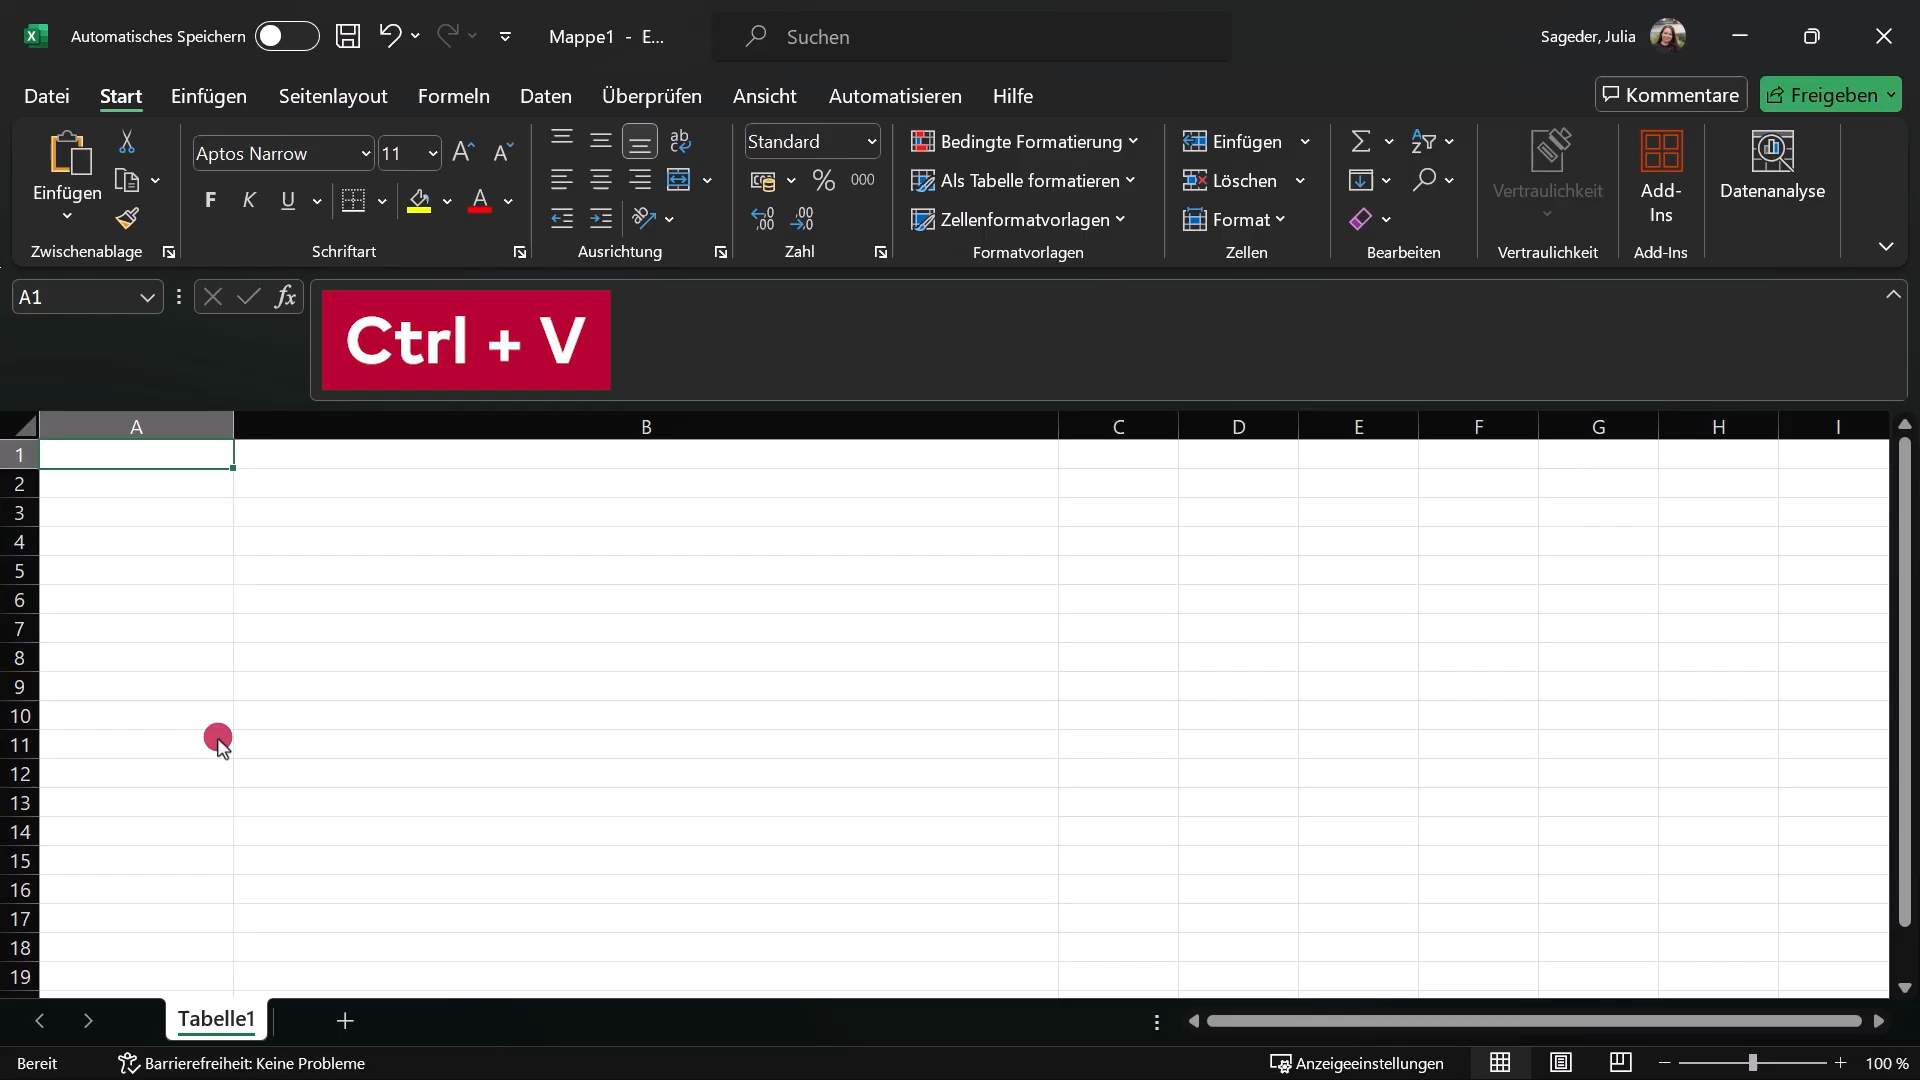 Automatisches Speichern
Mappe1 - E...
Suchen
Sageder, Julia
Datei Start Einfügen Seitenlayout Formeln Daten Überprüfen Ansicht Automatisieren Hilfe
Kommentare
Freigeben
Einfügen
Zwischenablage
Aptos Narrow
11
F K U
Schriftart
Ausrichtung
Standard
% 000
Zahl
Bedingte Formatierung
Als Tabelle formatieren
Zellenformatvorlagen
Formatvorlagen
Einfügen
Löschen
Format
Zellen
Bearbeiten
Vertraulichkeit
Vertraulichkeit
Add-
Ins
Add-Ins
Datenanalyse
A1
fx
Ctrl + V
A B C D E F G H I
1
2
3
4
5
6
7
8
9
10
11
12
13
14
15
16
17
18
19
Tabelle1
Bereit
Barrierefreiheit: Keine Probleme
Anzeigeeinstellungen
100 %